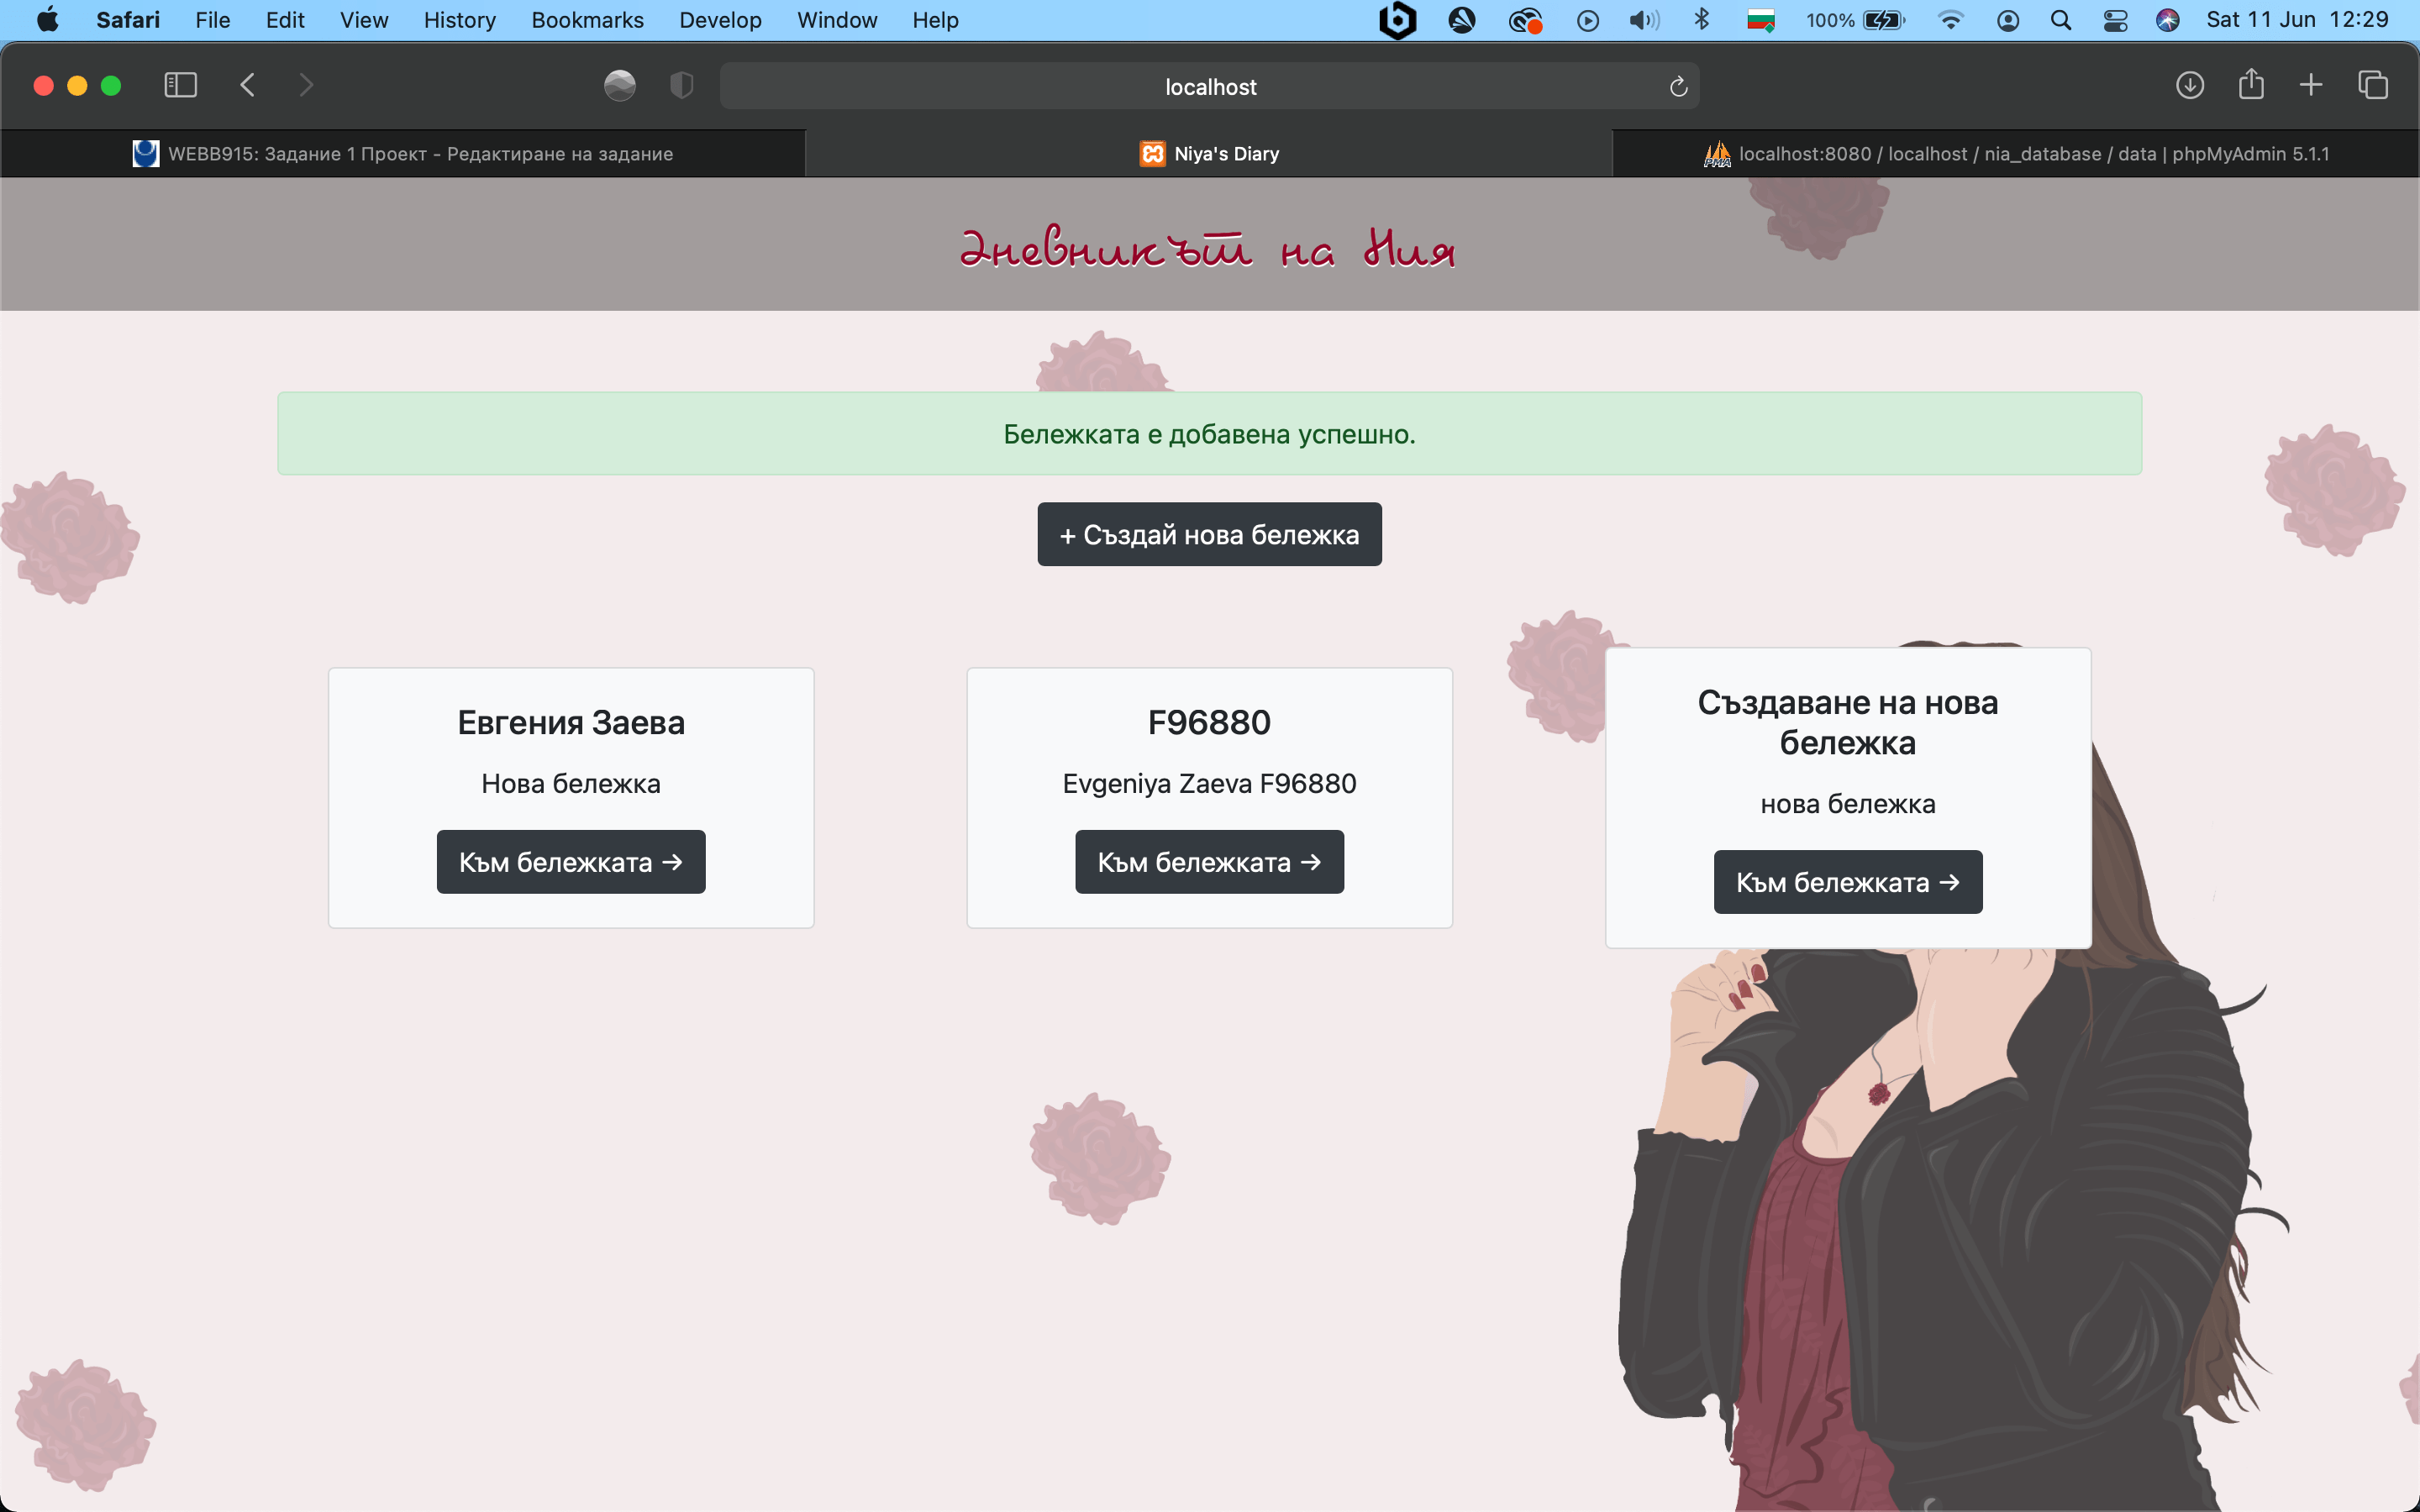 Safari File Edit View History Bookmarks Develop Window Help 100% Sat 11 Jun 12:29
localhost
WEBB915: Задание 1 Проект - Редактиране на задание
Niya's Diary
localhost:8080 / localhost / nia_database / data | phpMyAdmin 5.1.1
Дневникът на Ния
Бележката е добавена успешно.
+ Създай нова бележка
Евгения Заева
Нова бележка
Към бележката →
F96880
Evgeniya Zaeva F96880
Към бележката →
Създаване на нова
бележка
нова бележка
Към бележката →